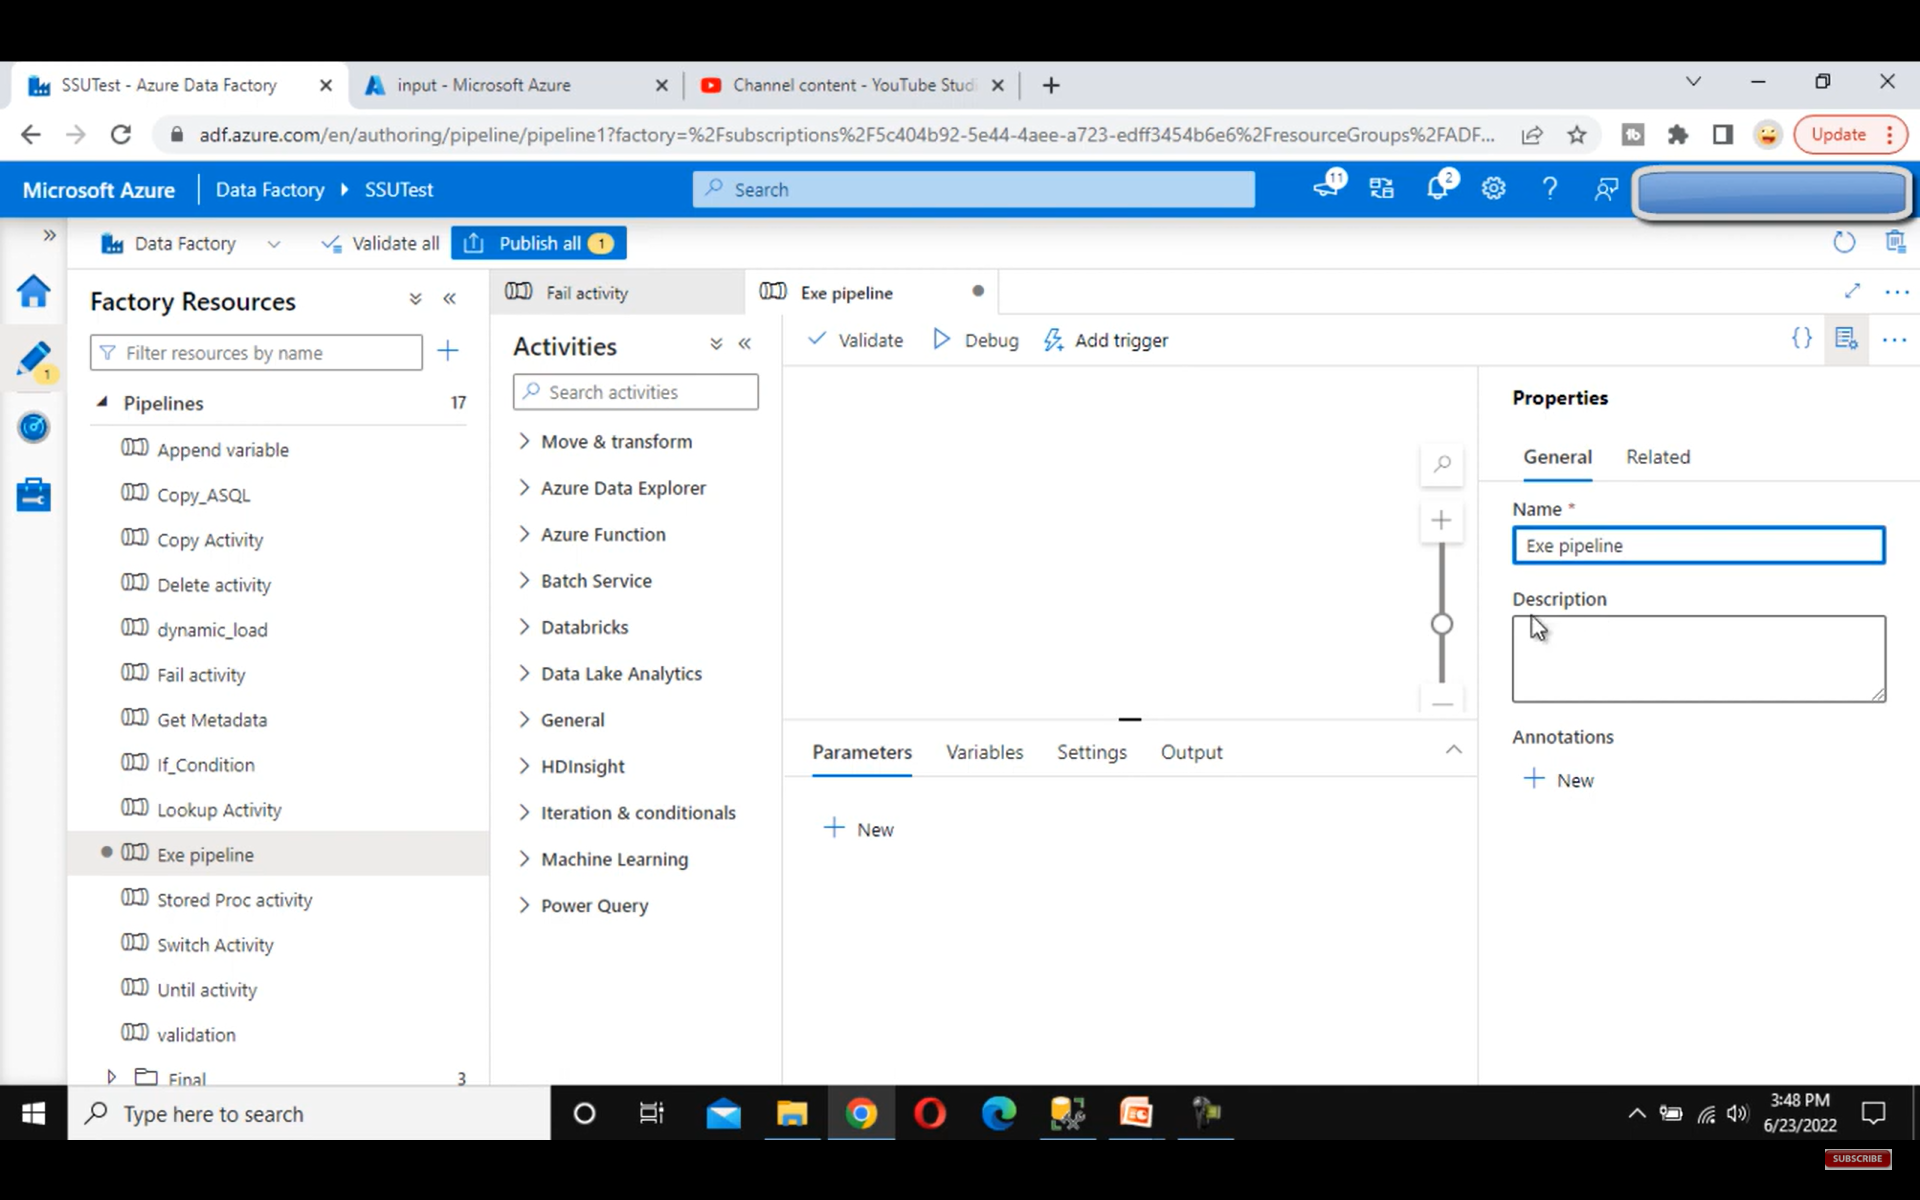 SSUTest - Azure Data Factory
input - Microsoft Azure
Channel content - YouTube Studi
adf.azure.com/en/authoring/pipeline/pipeline1?factory=%2Fsubscriptions%2F5c404b92-5e44-4aee-a723-edff3454b6e6%2FresourceGroups%2FADF...
Update
Microsoft Azure
Data Factory
SSUTest
Search
11
2
Data Factory
Validate all
Publish all 1
1
Factory Resources
Filter resources by name
Pipelines 17
Append variable
Copy_ASQL
Copy Activity
Delete activity
dynamic_load
Fail activity
Get Metadata
If_Condition
Lookup Activity
Exe pipeline
Stored Proc activity
Switch Activity
Until activity
validation
Final 3
Fail activity
Exe pipeline
Activities
Search activities
Move & transform
Azure Data Explorer
Azure Function
Batch Service
Databricks
Data Lake Analytics
General
HDInsight
Iteration & conditionals
Machine Learning
Power Query
Validate
Debug
Add trigger
Parameters
Variables
Settings
Output
New
Properties
General
Related
Name *
Exe pipeline
Description
Annotations
New
Type here to search
3:48 PM
6/23/2022
SUBSCRIBE